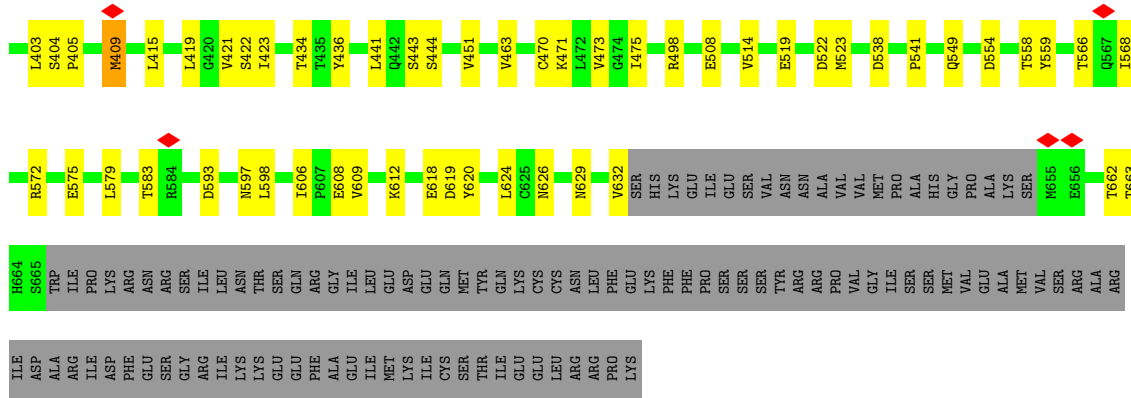 L403 S404 P405 M409 L415 L419 G420 V421 S422 I423 T434 T435 Y436 L441 Q442 S443 S444 V451 V463 C470 K471 L472 V473 G474 I475 R498 E508 V514 E519 D522 M523 D538 P541 Q549 D554 T558 Y559 T566 Q567 I568
R572 E575 L579 T583 R584 D593 N597 L598 I606 P607 E608 V609 K612 E618 D619 Y620 L624 C625 N626 N629 V632 SER HIS LYS GLU ILE GLU SER VAL ASN ASN ALA VAL VAL MET PRO ALA HIS GLY PRO ALA LYS SER M655 E656 T662 T663
H664 S665 TRP ILE PRO LYS ARG ASN ARG SER ILE LEU ASN THR SER GLN ARG GLY ILE LEU GLU ASP GLU GLN MET TYR GLN LYS CYS CYS ASN LEU PHE GLU LYS PHE PHE PRO SER SER SER TYR ARG ARG PRO VAL GLY ILE SER SER MET VAL GLU ALA MET VAL SER ARG ALA ARG
ILE ASP ALA ARG ILE ASP PHE GLU SER GLY ARG ILE LYS LYS GLU GLU PHE ALA GLU ILE MET LYS ILE CYS SER THR ILE GLU GLU LEU ARG ARG PRO LYS